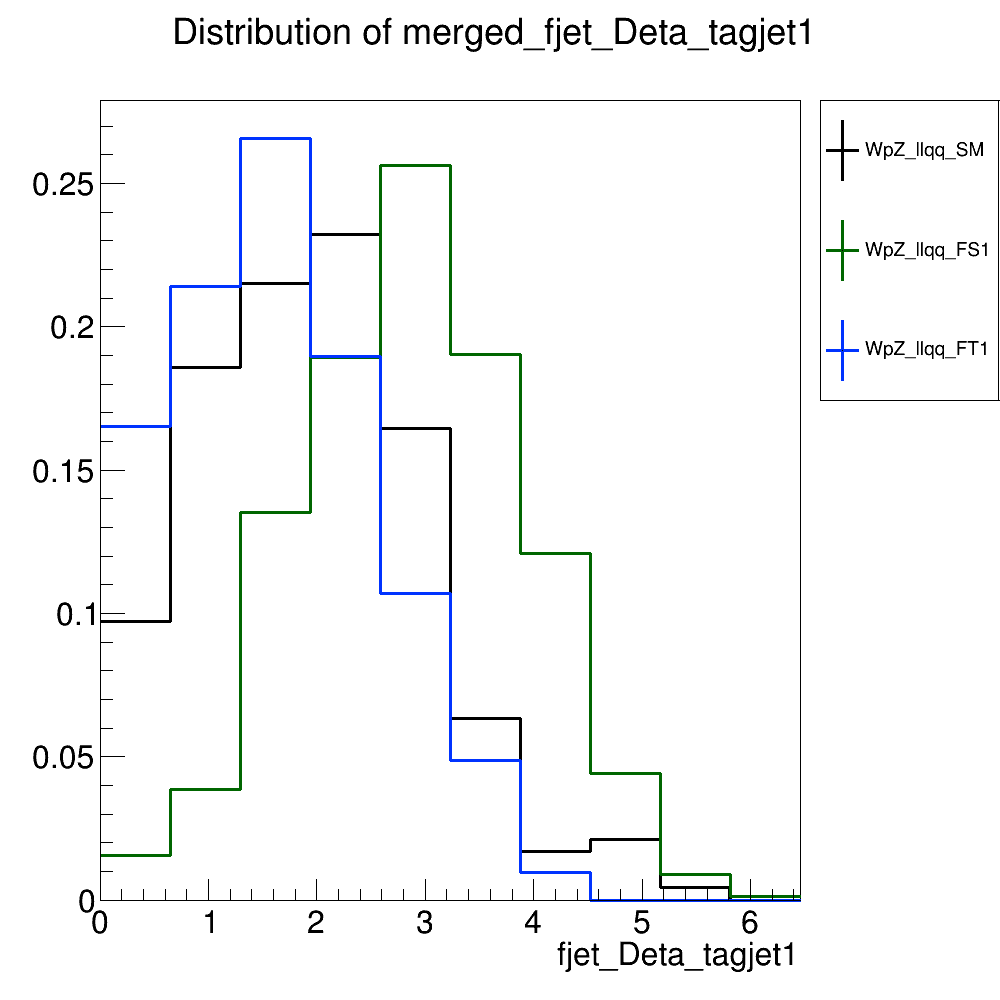 Distribution of merged_fjet_Deta_tagjet1
WpZ_llqq_SM
WpZ_llqq_FS1
WpZ_llqq_FT1
0.25
0.2
0.15
0.1
0.05
0
0 1 2 3 4 5 6
fjet_Deta_tagjet1